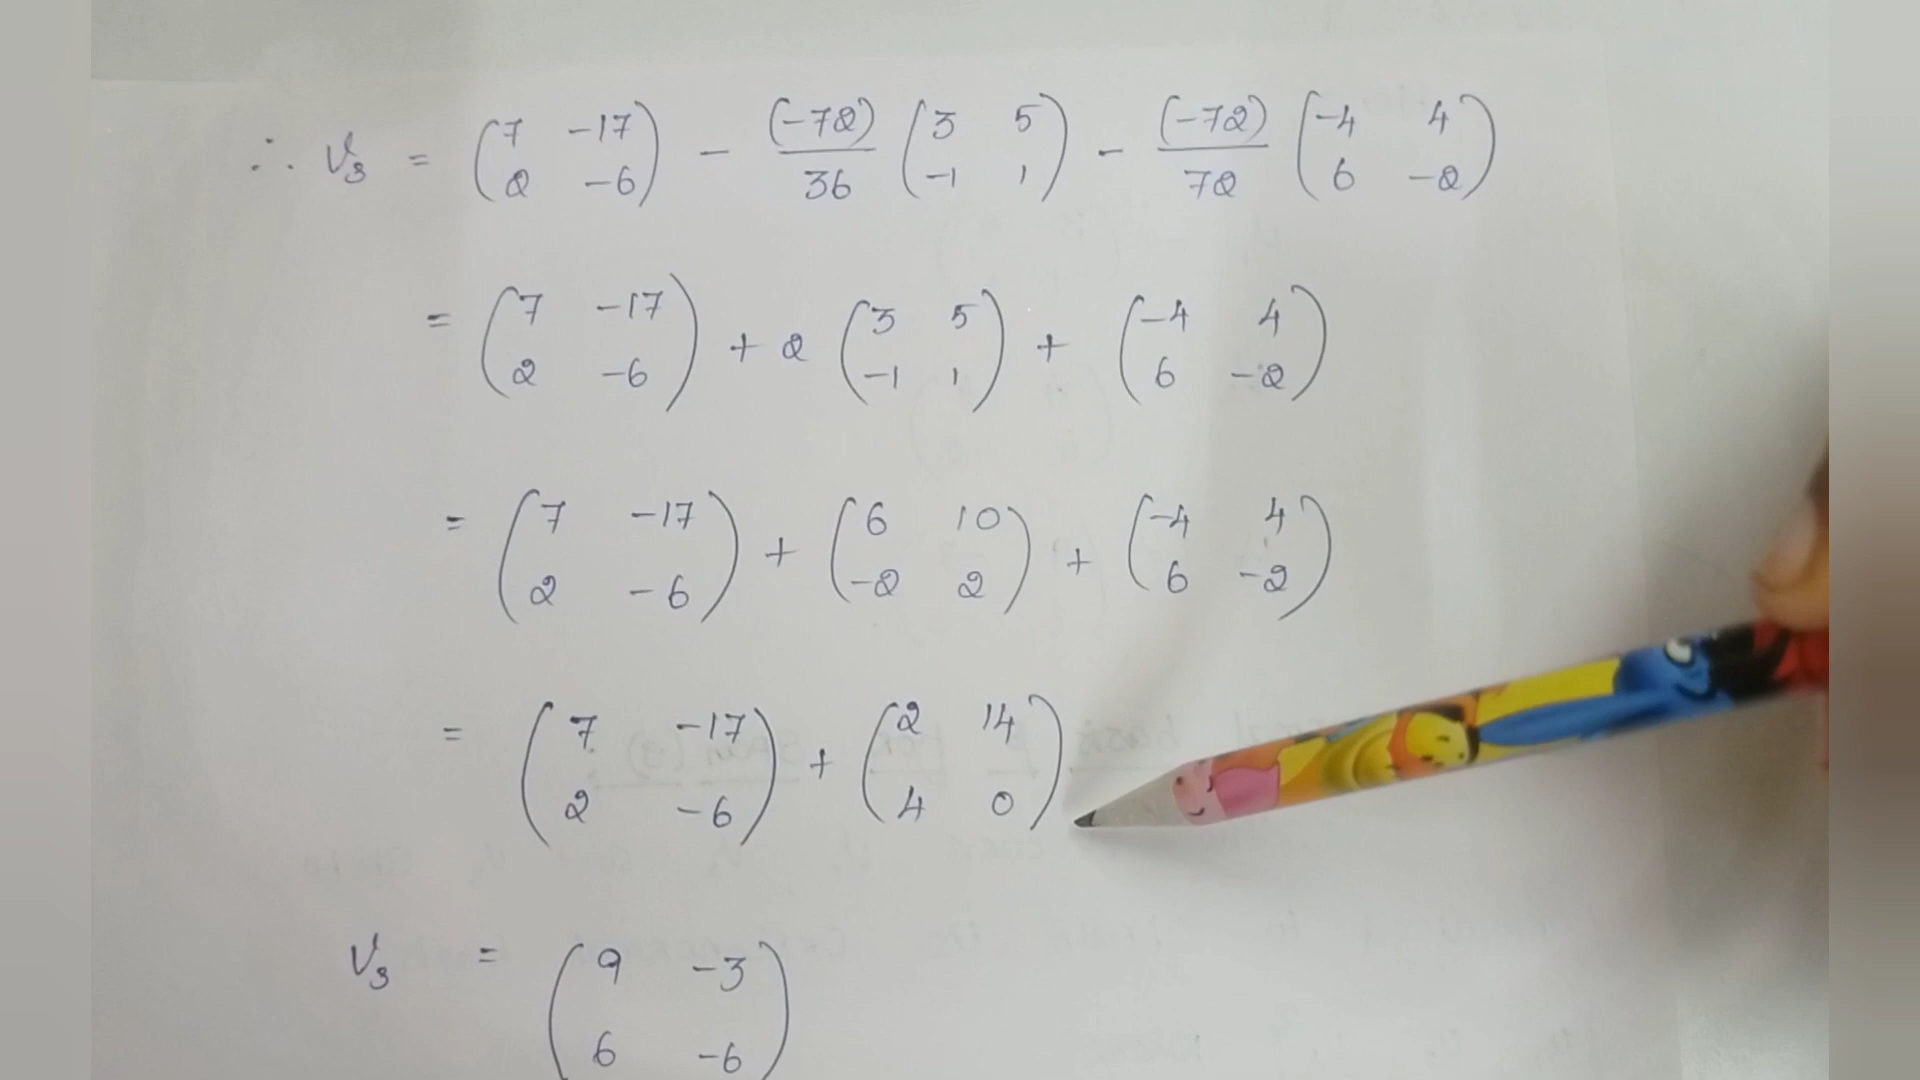 ∴ V₃ = (7 -17) - (-72) (3 5) - (-72) (-4 4)
(2 -6) 36 (-1 1) 72 (6 -2)
= (7 -17) + 2 (3 5) + (-4 4)
(2 -6) (-1 1) (6 -2)
= (7 -17) + (6 10) + (-4 4)
(2 -6) (-2 2) (6 -2)
= (7 -17) + (2 14)
(2 -6) (4 0)
V₃ = (9 -3)
(6 -6)